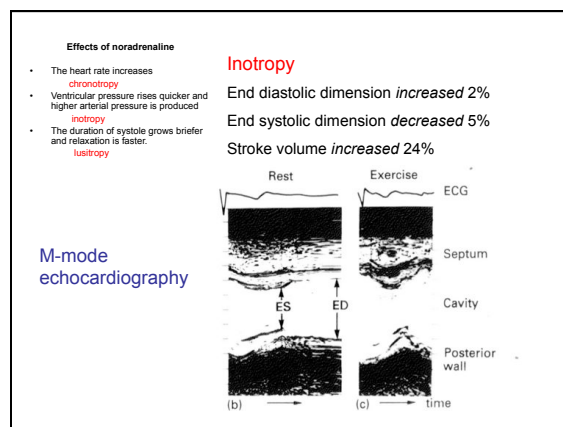 Effects of noradrenaline
• The heart rate increases
chronotropy
• Ventricular pressure rises quicker and
higher arterial pressure is produced
inotropy
• The duration of systole grows briefer
and relaxation is faster.
lusitropy
Inotropy
End diastolic dimension increased 2%
End systolic dimension decreased 5%
Stroke volume increased 24%
M-mode
echocardiography
Rest
Exercise
ECG
Septum
ES
ED
Cavity
Posterior
wall
(b)
(c)
time